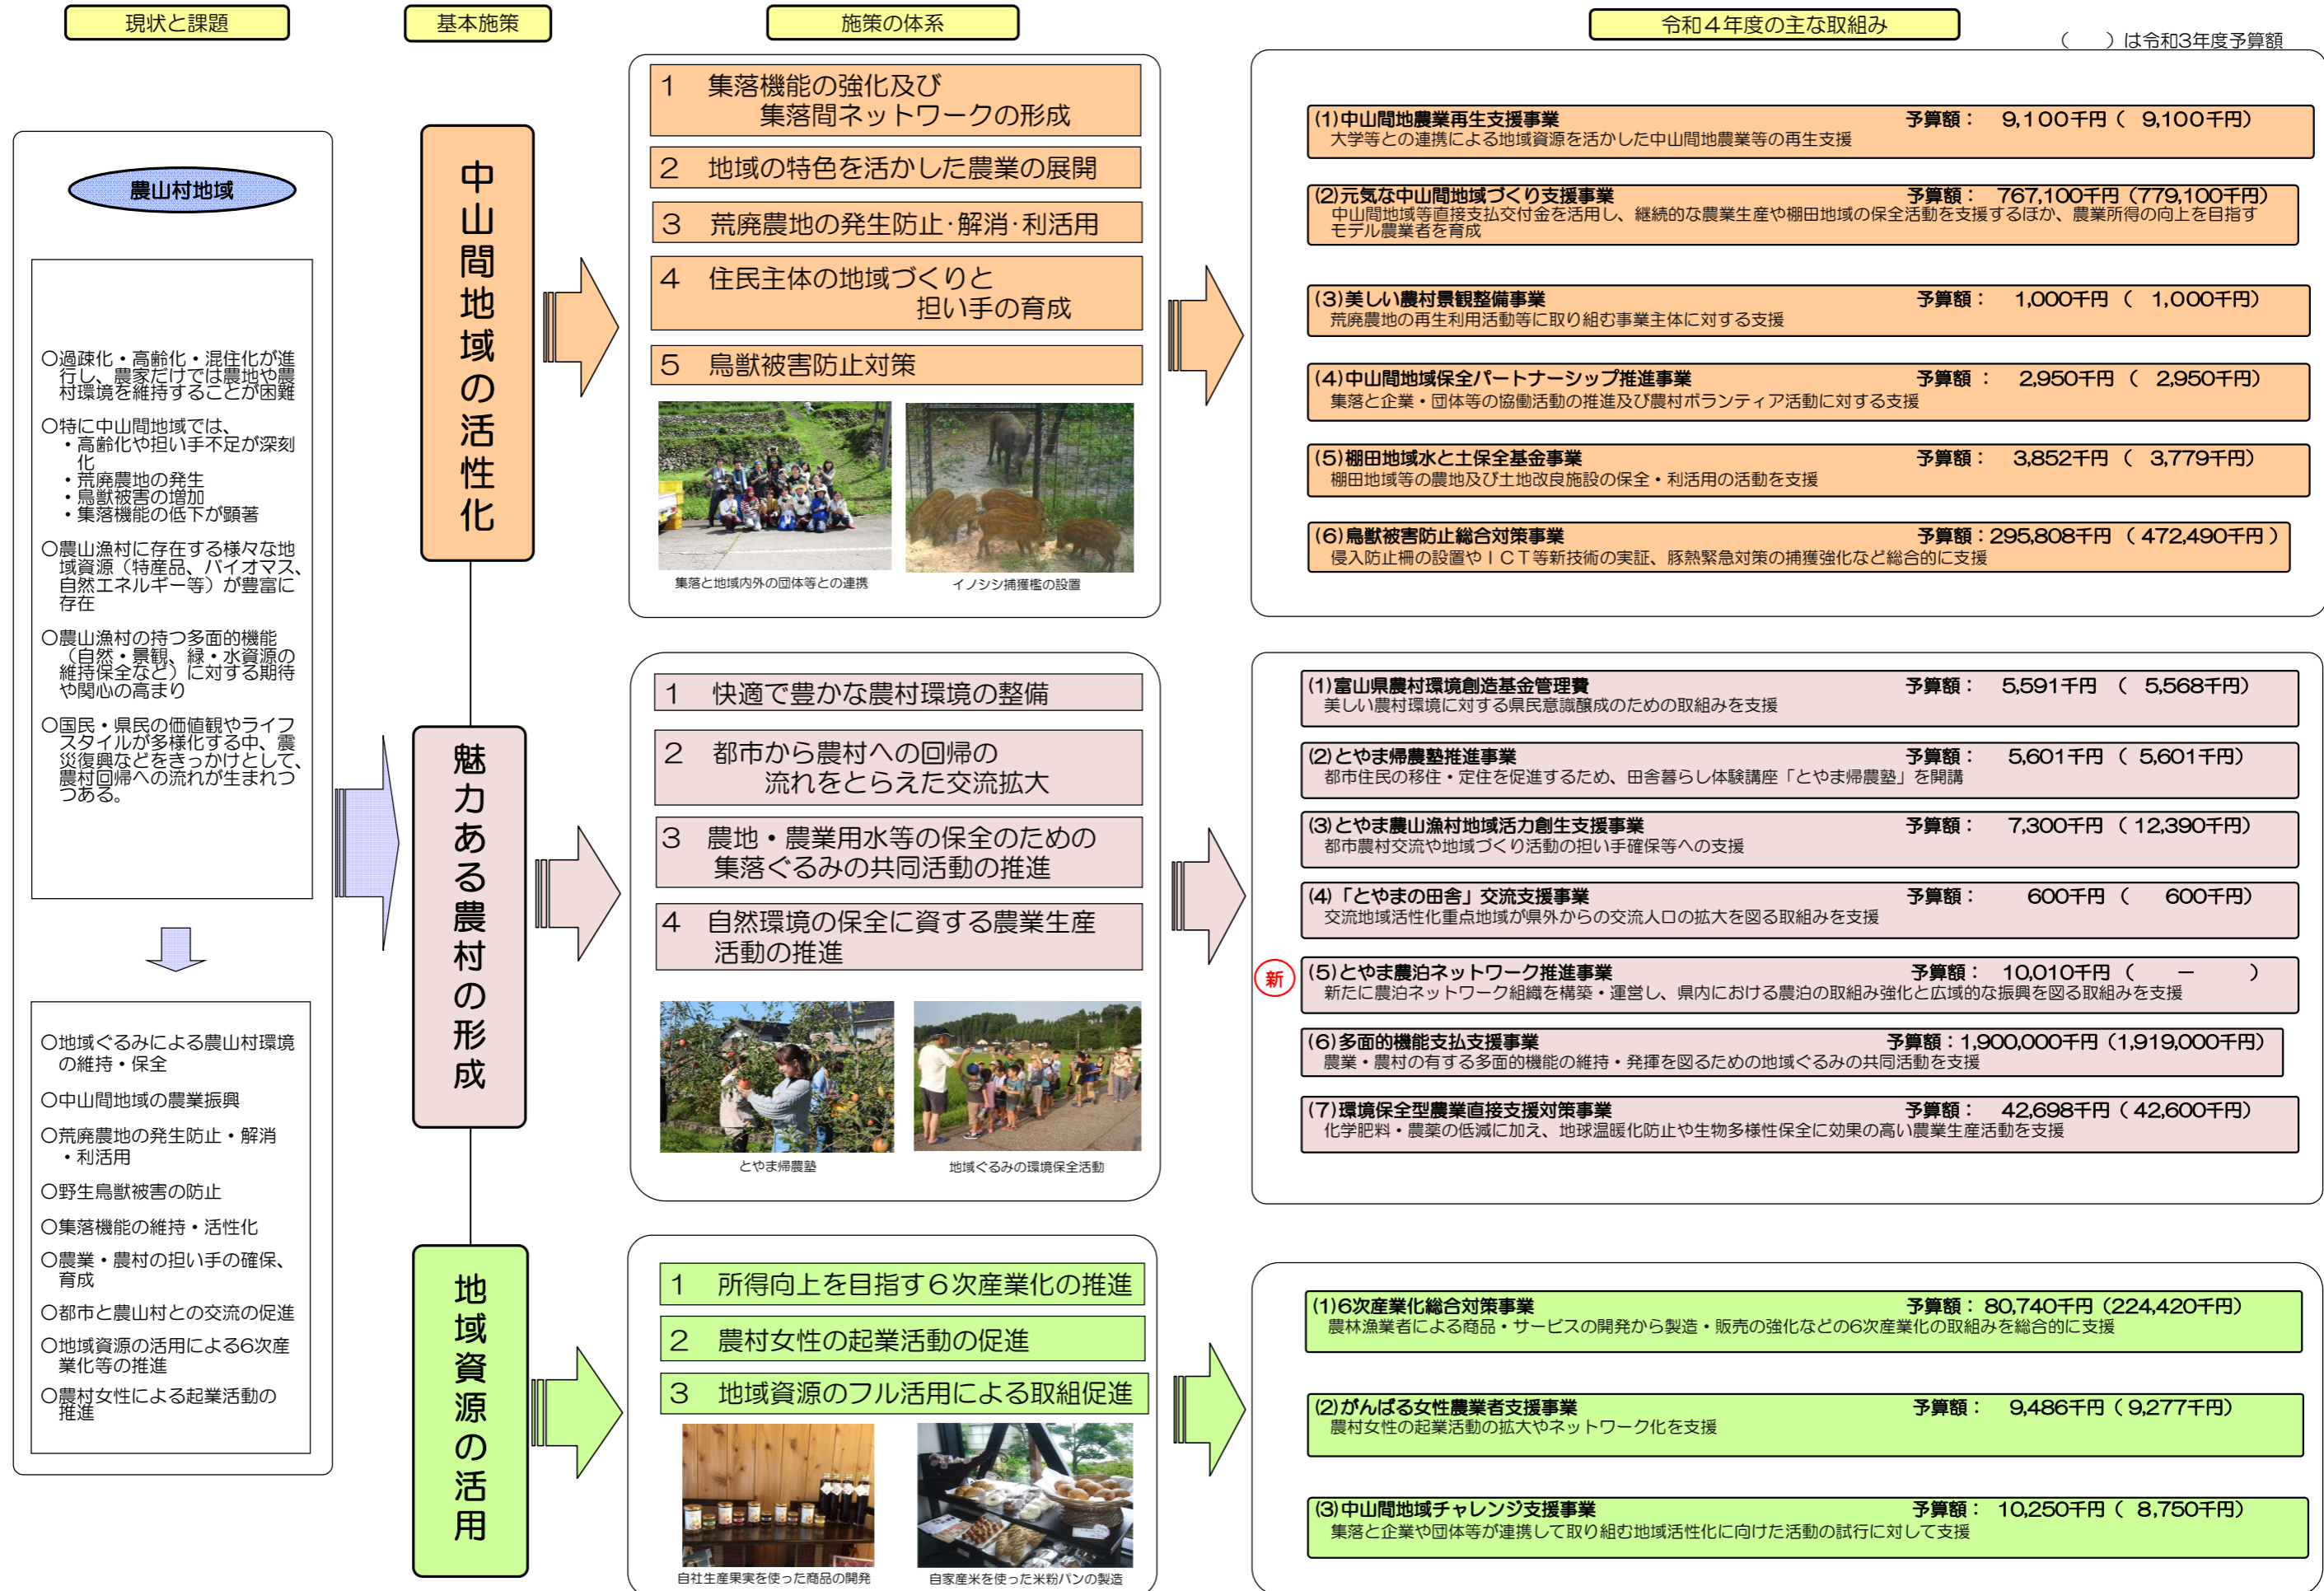 現状と課題
基本施策
施策の体系
令和４年度の主な取組み
（　　）は令和3年度予算額
農山村地域
○過疎化・高齢化・混住化が進
行し、農家だけでは農地や農
村環境を維持することが困難
○特に中山間地域では、
・高齢化や担い手不足が深刻
化
・荒廃農地の発生
・鳥獣被害の増加
・集落機能の低下が顕著
○農山漁村に存在する様々な地
域資源（特産品、バイオマス、
自然エネルギー等）が豊富に
存在
○農山漁村の持つ多面的機能
（自然・景観、緑・水資源の
維持保全など）に対する期待
や関心の高まり
○国民・県民の価値観やライフ
スタイルが多様化する中、震
災復興などをきっかけとして、
農村回帰への流れが生まれつ
つある。
○地域ぐるみによる農山村環境
の維持・保全
○中山間地域の農業振興
○荒廃農地の発生防止・解消
・利活用
○野生鳥獣被害の防止
○集落機能の維持・活性化
○農業・農村の担い手の確保、
育成
○都市と農山村との交流の促進
○地域資源の活用による6次産
業化等の推進
○農村女性による起業活動の
推進
中山間地域の活性化
1　集落機能の強化及び
集落間ネットワークの形成
2　地域の特色を活かした農業の展開
3　荒廃農地の発生防止・解消・利活用
4　住民主体の地域づくりと
担い手の育成
5　鳥獣被害防止対策
集落と地域内外の団体等との連携
イノシシ捕獲檻の設置
(1)中山間地農業再生支援事業　予算額：　9,100千円（　9,100千円）
大学等との連携による地域資源を活かした中山間地農業等の再生支援
(2)元気な中山間地域づくり支援事業　予算額：　767,100千円（779,100千円）
中山間地域等直接支払交付金を活用し、継続的な農業生産や棚田地域の保全活動を支援するほか、農業所得の向上を目指す
モデル農業者を育成
(3)美しい農村景観整備事業　予算額：　1,000千円（　1,000千円）
荒廃農地の再生利用活動等に取り組む事業主体に対する支援
(4)中山間地域保全パートナーシップ推進事業　予算額：　2,950千円（　2,950千円）
集落と企業・団体等の協働活動の推進及び農村ボランティア活動に対する支援
(5)棚田地域水と土保全基金事業　予算額：　3,852千円（　3,779千円）
棚田地域等の農地及び土地改良施設の保全・利活用の活動を支援
(6)鳥獣被害防止総合対策事業　予算額：295,808千円（ 472,490千円 ）
侵入防止柵の設置やＩＣＴ等新技術の実証、豚熱緊急対策の捕獲強化など総合的に支援
魅力ある農村の形成
1　快適で豊かな農村環境の整備
2　都市から農村への回帰の
流れをとらえた交流拡大
3　農地・農業用水等の保全のための
集落ぐるみの共同活動の推進
4　自然環境の保全に資する農業生産
活動の推進
とやま帰農塾
地域ぐるみの環境保全活動
(1)富山県農村環境創造基金管理費　予算額：　5,591千円　（　5,568千円）
美しい農村環境に対する県民意識醸成のための取組みを支援
(2)とやま帰農塾推進事業　予算額：　5,601千円　（　5,601千円）
都市住民の移住・定住を促進するため、田舎暮らし体験講座「とやま帰農塾」を開講
(3)とやま農山漁村地域活力創生支援事業　予算額：　7,300千円　（ 12,390千円）
都市農村交流や地域づくり活動の担い手確保等への支援
(4)「とやまの田舎」交流支援事業　予算額：　600千円（　600千円）
交流地域活性化重点地域が県外からの交流人口の拡大を図る取組みを支援
新
(5)とやま農泊ネットワーク推進事業　予算額：　10,010千円　（　－　）
新たに農泊ネットワーク組織を構築・運営し、県内における農泊の取組み強化と広域的な振興を図る取組みを支援
(6)多面的機能支払支援事業　予算額：1,900,000千円（1,919,000千円）
農業・農村の有する多面的機能の維持・発揮を図るための地域ぐるみの共同活動を支援
(7)環境保全型農業直接支援対策事業　予算額：　42,698千円（ 42,600千円）
化学肥料・農薬の低減に加え、地球温暖化防止や生物多様性保全に効果の高い農業生産活動を支援
地域資源の活用
1　所得向上を目指す６次産業化の推進
2　農村女性の起業活動の促進
3　地域資源のフル活用による取組促進
自社生産果実を使った商品の開発
自家産米を使った米粉パンの製造
(1)6次産業化総合対策事業　予算額： 80,740千円（224,420千円）
農林漁業者による商品・サービスの開発から製造・販売の強化などの6次産業化の取組みを総合的に支援
(2)がんばる女性農業者支援事業　予算額：　9,486千円（ 9,277千円）
農村女性の起業活動の拡大やネットワーク化を支援
(3)中山間地域チャレンジ支援事業　予算額：　10,250千円（ 8,750千円）
集落と企業や団体等が連携して取り組む地域活性化に向けた活動の試行に対して支援